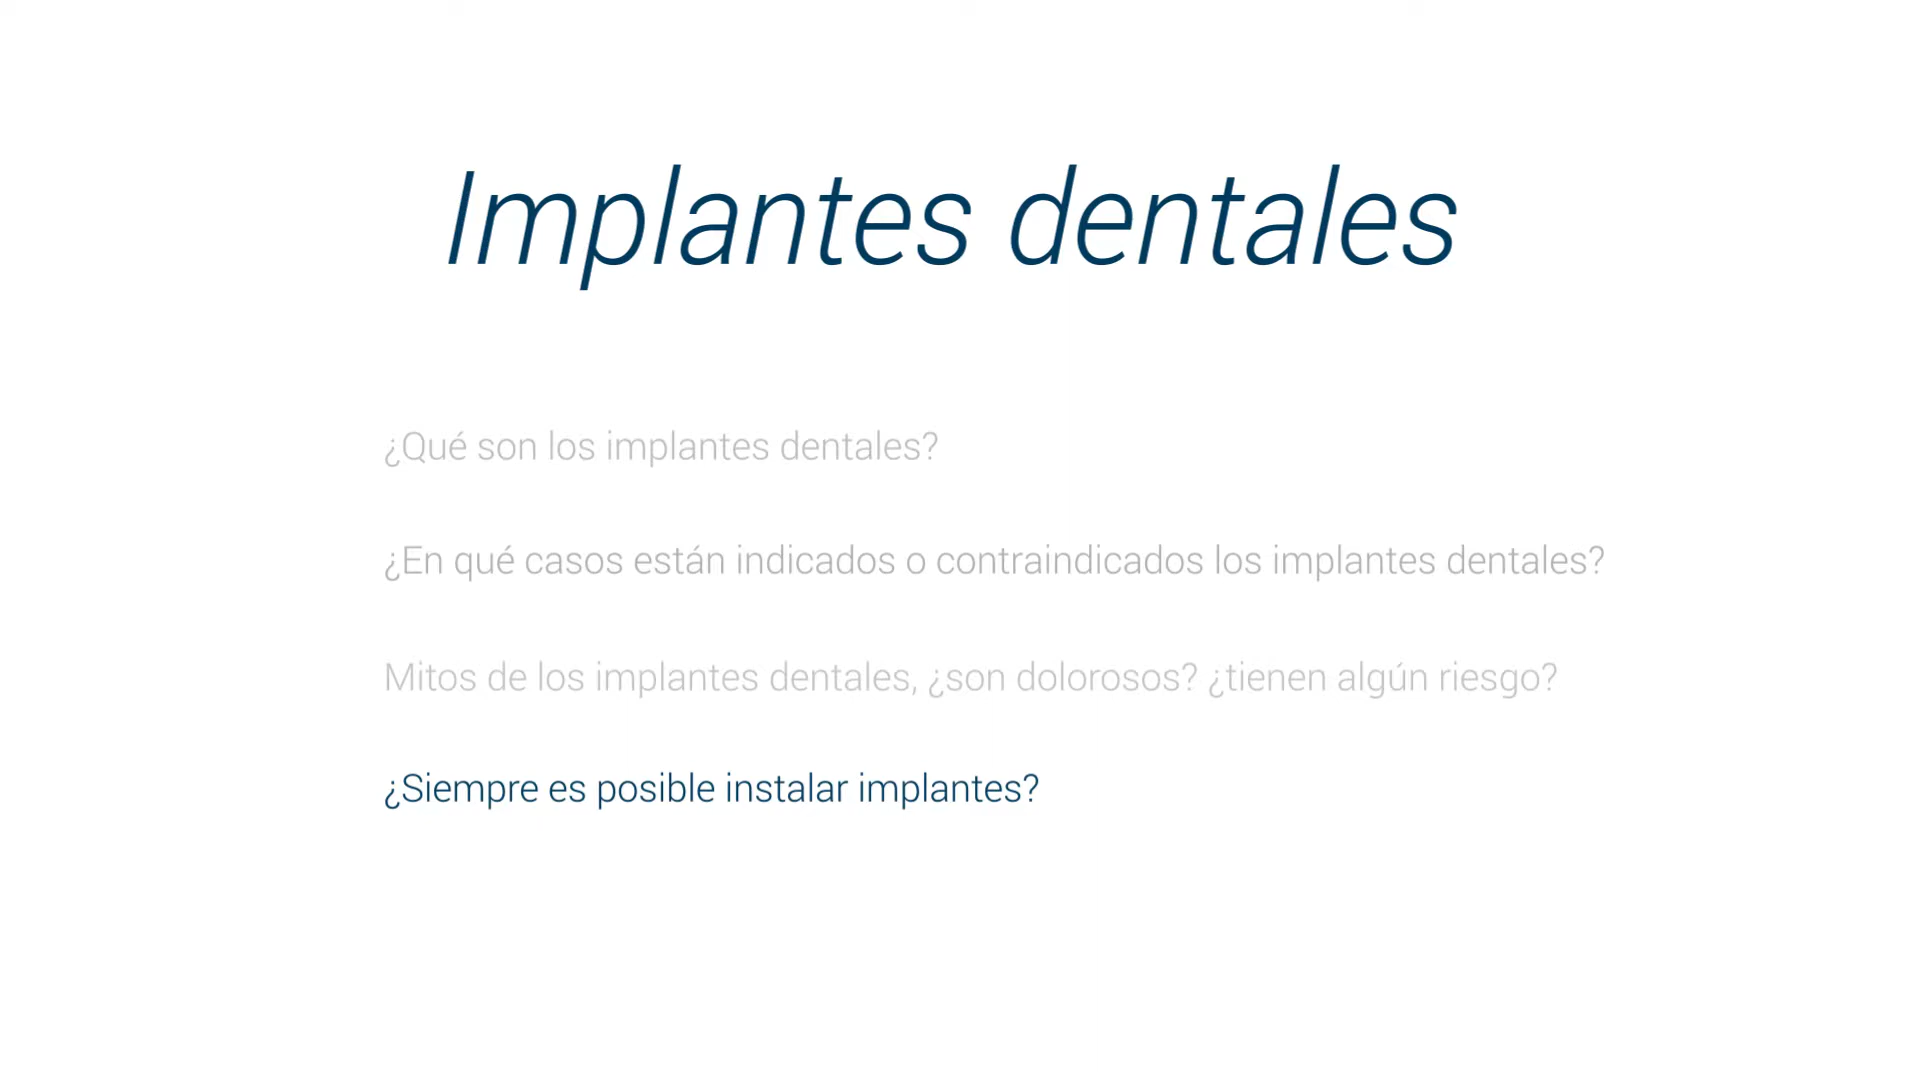 Implantes dentales
¿Qué son los implantes dentales?
¿En qué casos están indicados o contraindicados los implantes dentales?
Mitos de los implantes dentales, ¿son dolorosos? ¿tienen algún riesgo?
¿Siempre es posible instalar implantes?